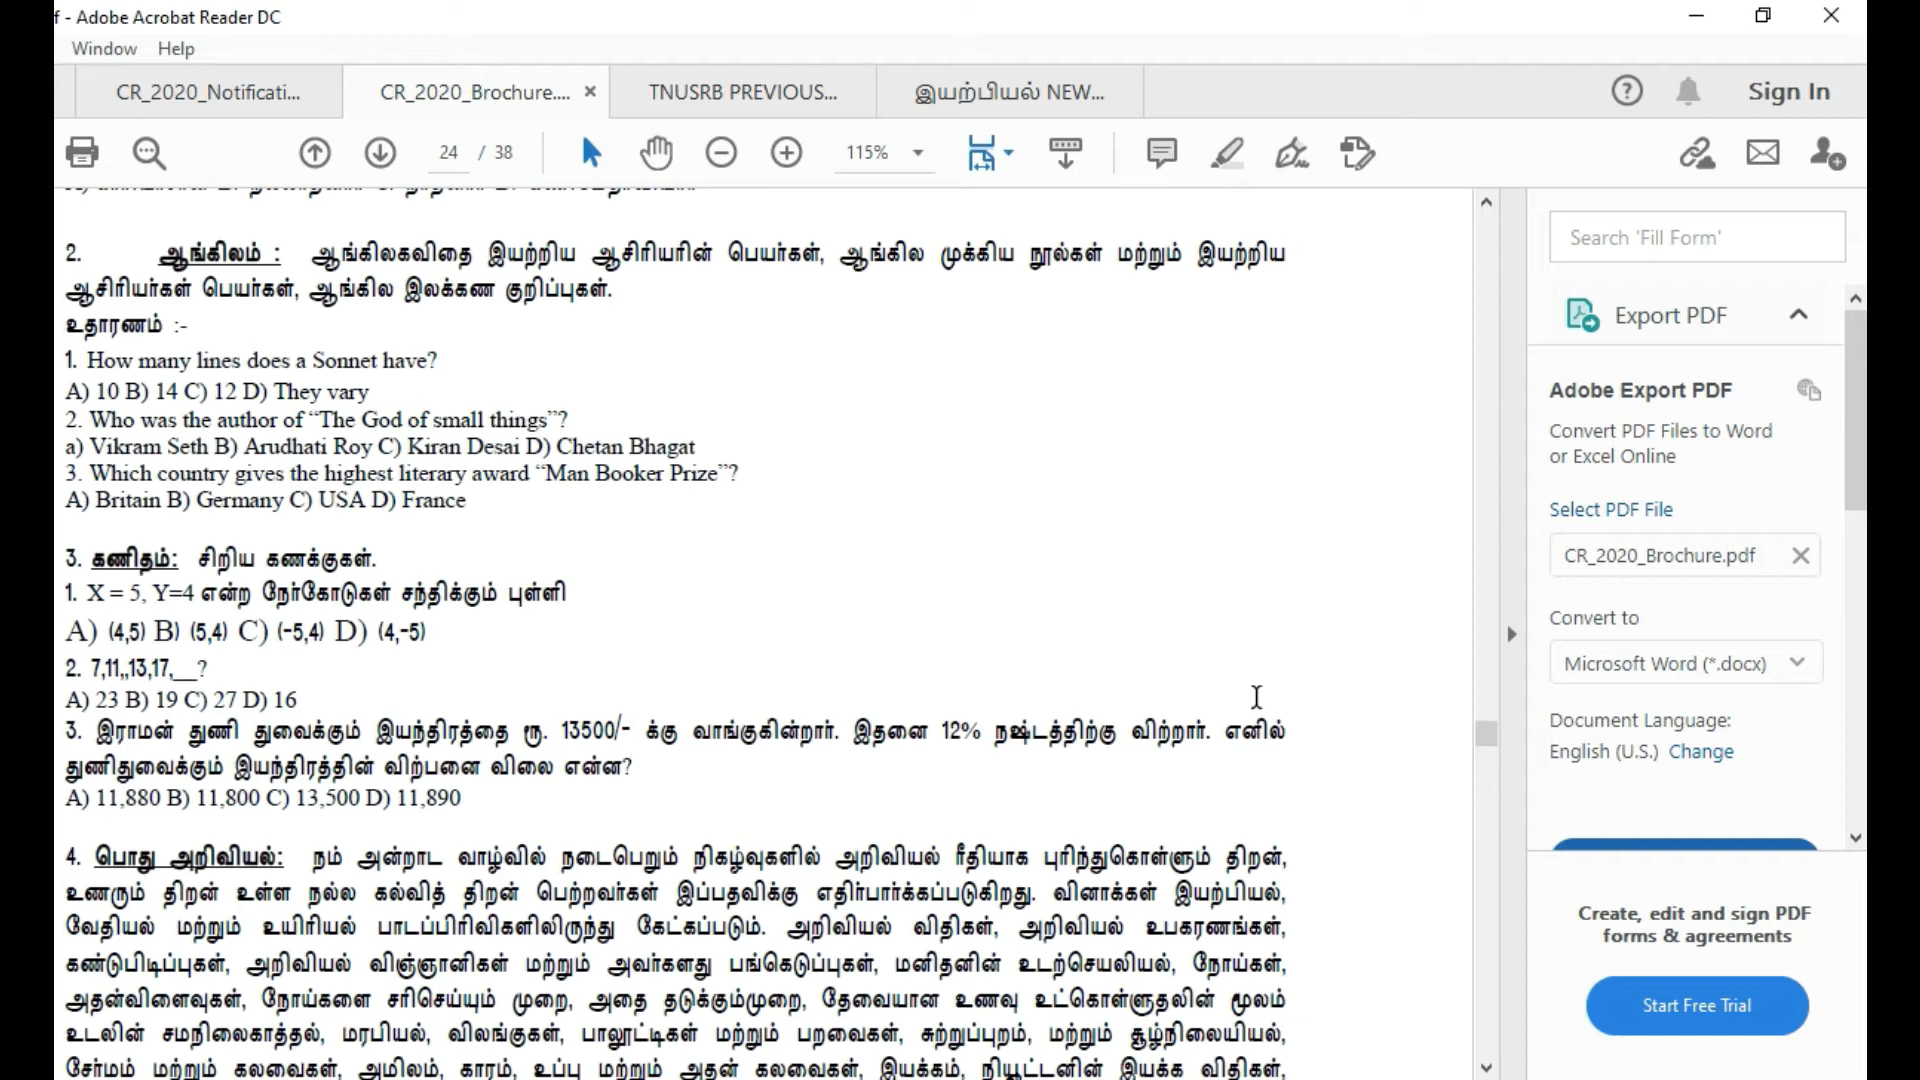 f - Adobe Acrobat Reader DC
Window Help
CR_2020_Notificati... CR_2020_Brochure.... TNUSRB PREVIOUS... இயற்பியல் NEW... Sign In
24 / 38 115%
2. ஆங்கிலம் : ஆங்கிலகவிதை இயற்றிய ஆசிரியரின் பெயர்கள், ஆங்கில முக்கிய நூல்கள் மற்றும் இயற்றிய
ஆசிரியர்கள் பெயர்கள், ஆங்கில இலக்கண குறிப்புகள்.
உதாரணம் :-
1. How many lines does a Sonnet have?
A) 10 B) 14 C) 12 D) They vary
2. Who was the author of “The God of small things”?
a) Vikram Seth B) Arudhati Roy C) Kiran Desai D) Chetan Bhagat
3. Which country gives the highest literary award “Man Booker Prize”?
A) Britain B) Germany C) USA D) France
3. கணிதம்: சிறிய கணக்குகள்.
1. X = 5, Y=4 என்ற நேர்கோடுகள் சந்திக்கும் புள்ளி
A) (4,5) B) (5,4) C) (-5,4) D) (4,-5)
2. 7,11,,13,17,__?
A) 23 B) 19 C) 27 D) 16
3. இராமன் துணி துவைக்கும் இயந்திரத்தை ரூ. 13500/- க்கு வாங்குகின்றார். இதனை 12% நஷ்டத்திற்கு விற்றார். எனில்
துணிதுவைக்கும் இயந்திரத்தின் விற்பனை விலை என்ன?
A) 11,880 B) 11,800 C) 13,500 D) 11,890
4. பொது அறிவியல்: நம் அன்றாட வாழ்வில் நடைபெறும் நிகழ்வுகளில் அறிவியல் ரீதியாக புரிந்துகொள்ளும் திறன்,
உணரும் திறன் உள்ள நல்ல கல்வித் திறன் பெற்றவர்கள் இப்பதவிக்கு எதிர்பார்க்கப்படுகிறது. வினாக்கள் இயற்பியல்,
வேதியல் மற்றும் உயிரியல் பாடப்பிரிவிகளிலிருந்து கேட்கப்படும். அறிவியல் விதிகள், அறிவியல் உபகரணங்கள்,
கண்டுபிடிப்புகள், அறிவியல் விஞ்ஞானிகள் மற்றும் அவர்களது பங்கெடுப்புகள், மனிதனின் உடற்செயலியல், நோய்கள்,
அதன்விளைவுகள், நோய்களை சரிசெய்யும் முறை, அதை தடுக்கும்முறை, தேவையான உணவு உட்கொள்ளுதலின் மூலம்
உடலின் சமநிலைகாத்தல், மரபியல், விலங்குகள், பாலூட்டிகள் மற்றும் பறவைகள், சுற்றுப்புறம், மற்றும் சூழ்நிலையியல்,
சேர்மம் மற்றும் கலவைகள், அமிலம், காரம், உப்பு மற்றும் அதன் கலவைகள், இயக்கம், நியூட்டனின் இயக்க விதிகள்,
Search 'Fill Form'
Export PDF
Adobe Export PDF
Convert PDF Files to Word
or Excel Online
Select PDF File
CR_2020_Brochure.pdf
Convert to
Microsoft Word (*.docx)
Document Language:
English (U.S.) Change
Create, edit and sign PDF
forms & agreements
Start Free Trial